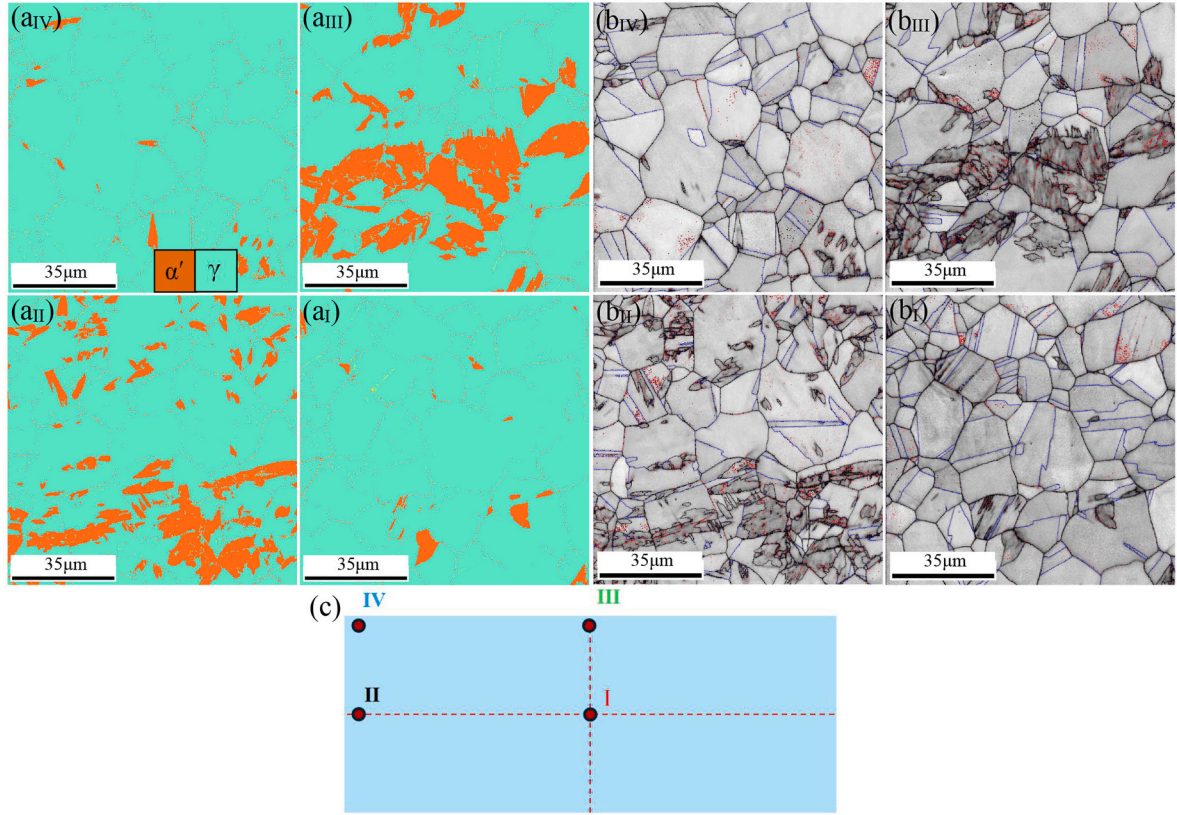 (aIV)
(aIII)
(bIV)
(bIII)
α′ γ
35μm
35μm
35μm
35μm
(aII)
(aI)
(bII)
(bI)
35μm
35μm
35μm
35μm
(c)
IV
III
II
I